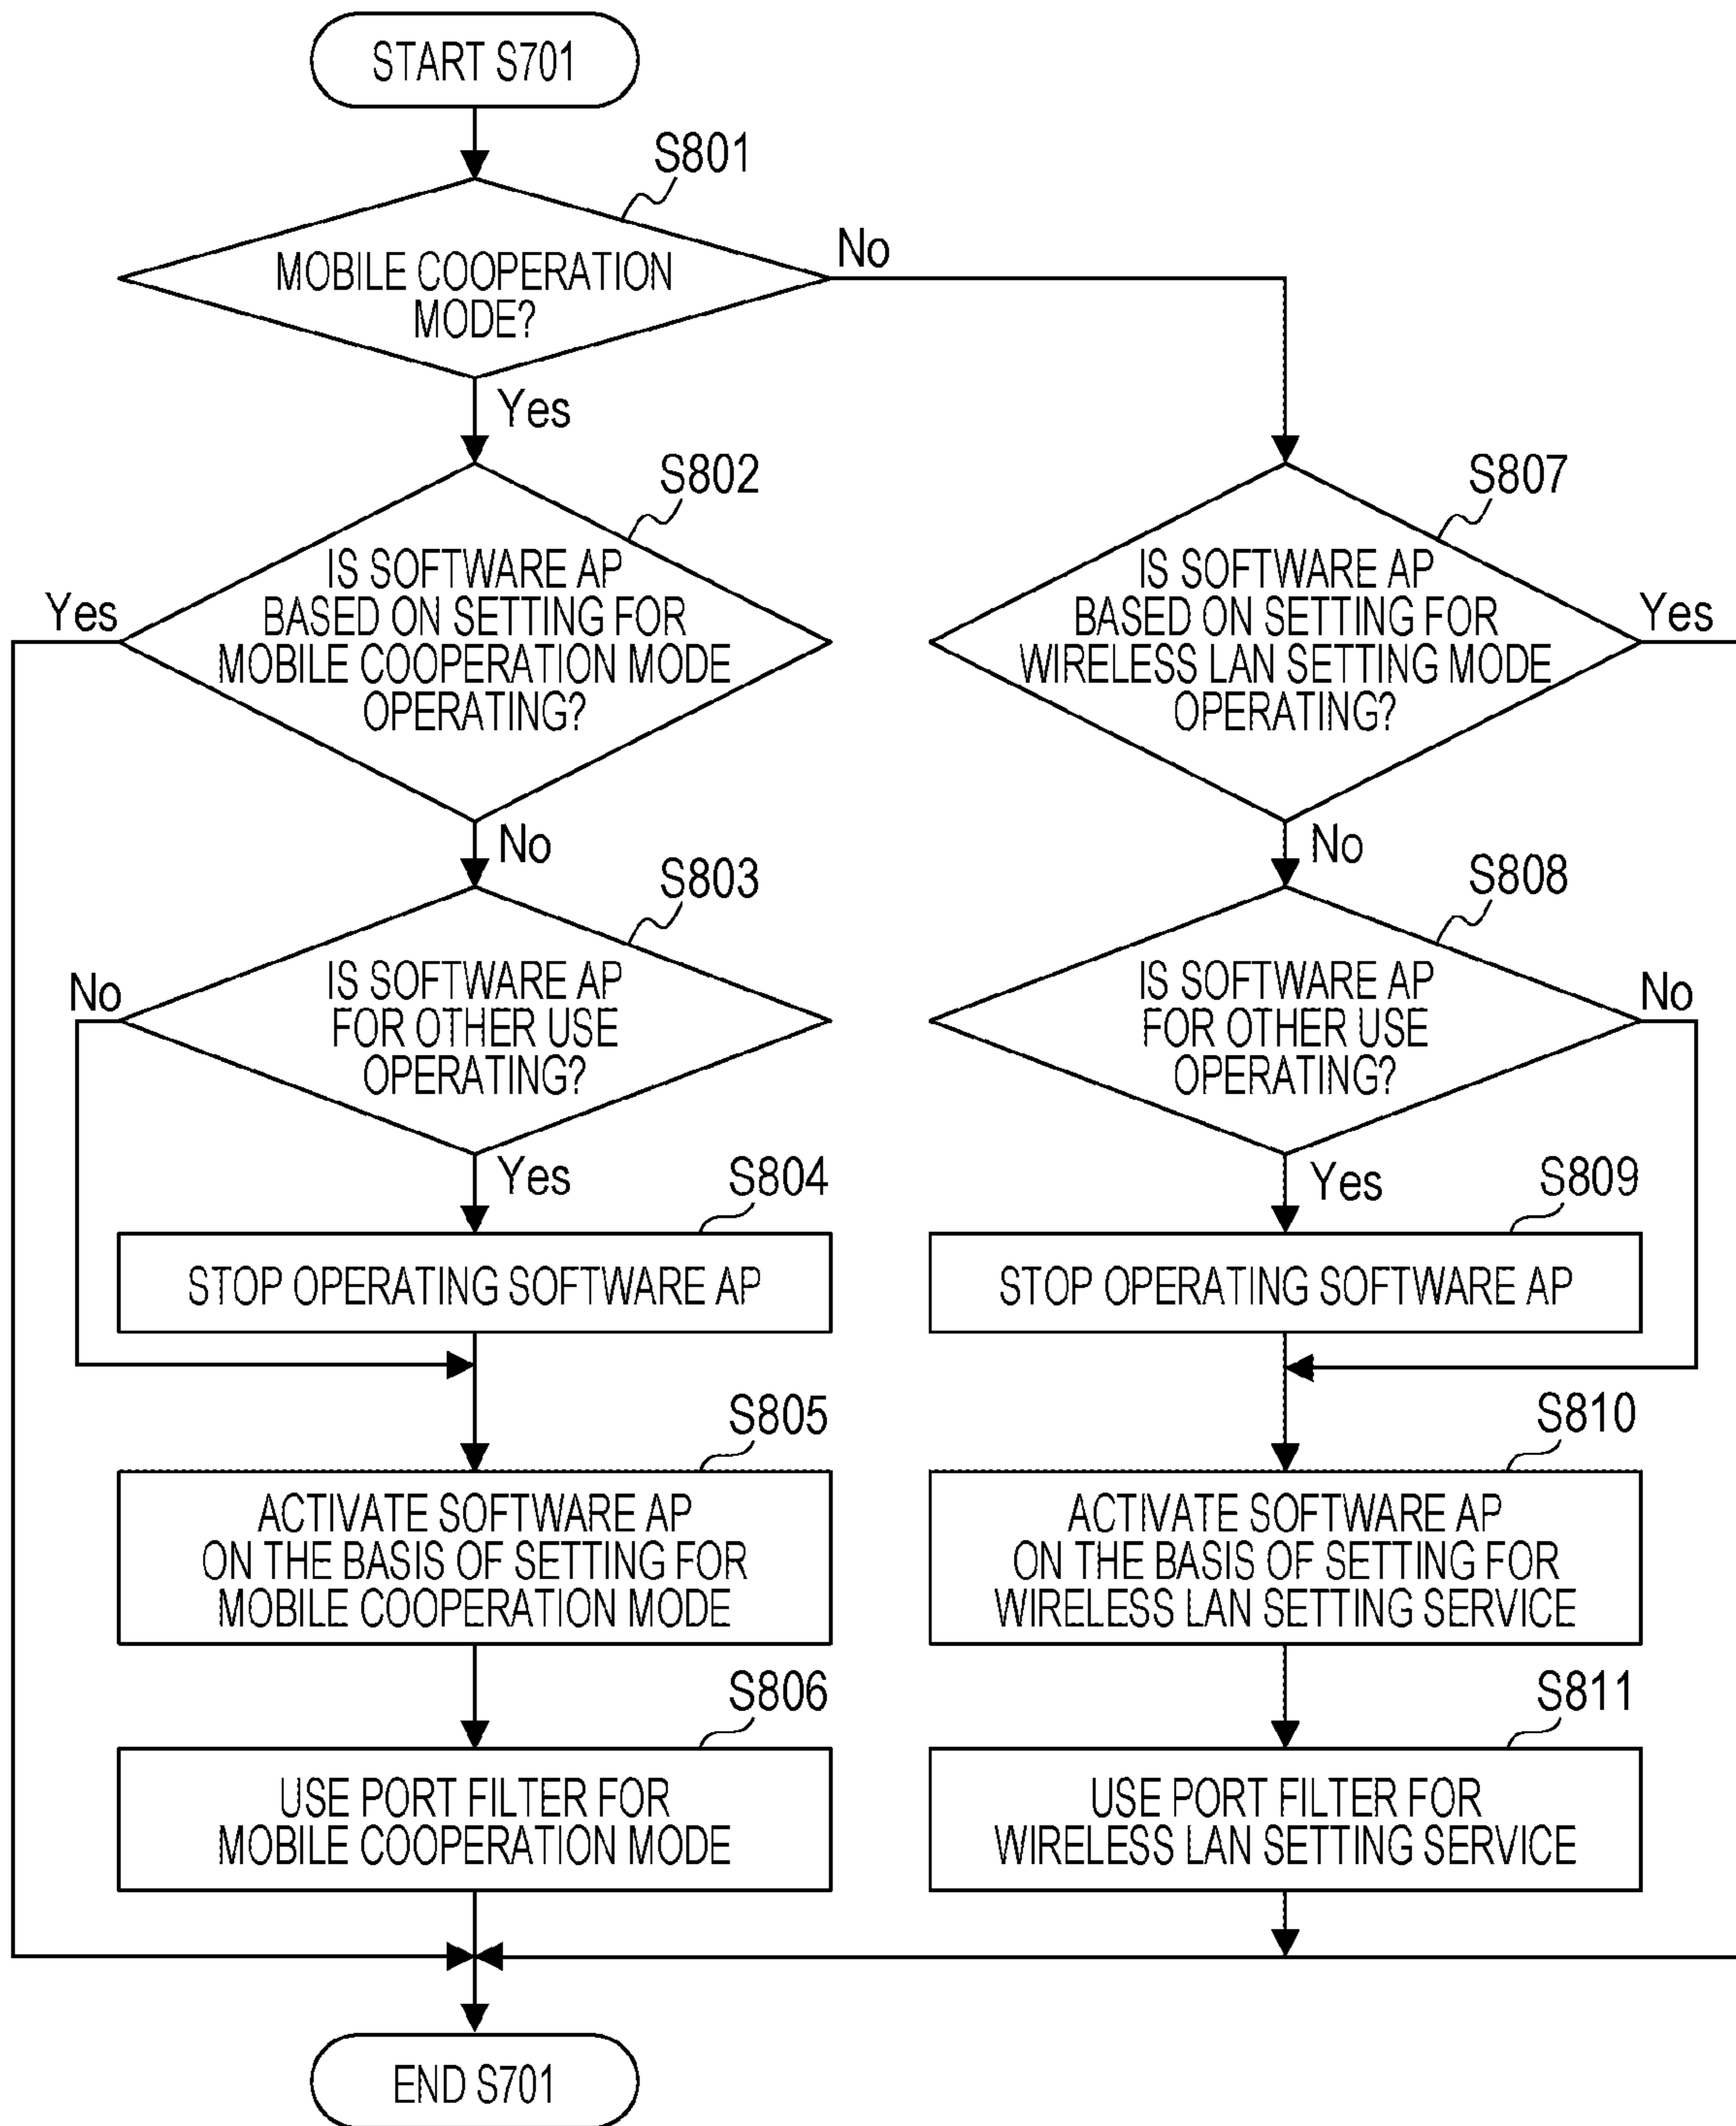 START S701
S801
MOBILE COOPERATION
MODE?
No
Yes
S802
IS SOFTWARE AP
BASED ON SETTING FOR
MOBILE COOPERATION MODE
OPERATING?
Yes
No
S803
IS SOFTWARE AP
FOR OTHER USE
OPERATING?
No
Yes
S804
STOP OPERATING SOFTWARE AP
S805
ACTIVATE SOFTWARE AP
ON THE BASIS OF SETTING FOR
MOBILE COOPERATION MODE
S806
USE PORT FILTER FOR
MOBILE COOPERATION MODE
S807
IS SOFTWARE AP
BASED ON SETTING FOR
WIRELESS LAN SETTING MODE
OPERATING?
Yes
No
S808
IS SOFTWARE AP
FOR OTHER USE
OPERATING?
No
Yes
S809
STOP OPERATING SOFTWARE AP
S810
ACTIVATE SOFTWARE AP
ON THE BASIS OF SETTING FOR
WIRELESS LAN SETTING SERVICE
S811
USE PORT FILTER FOR
WIRELESS LAN SETTING SERVICE
END S701